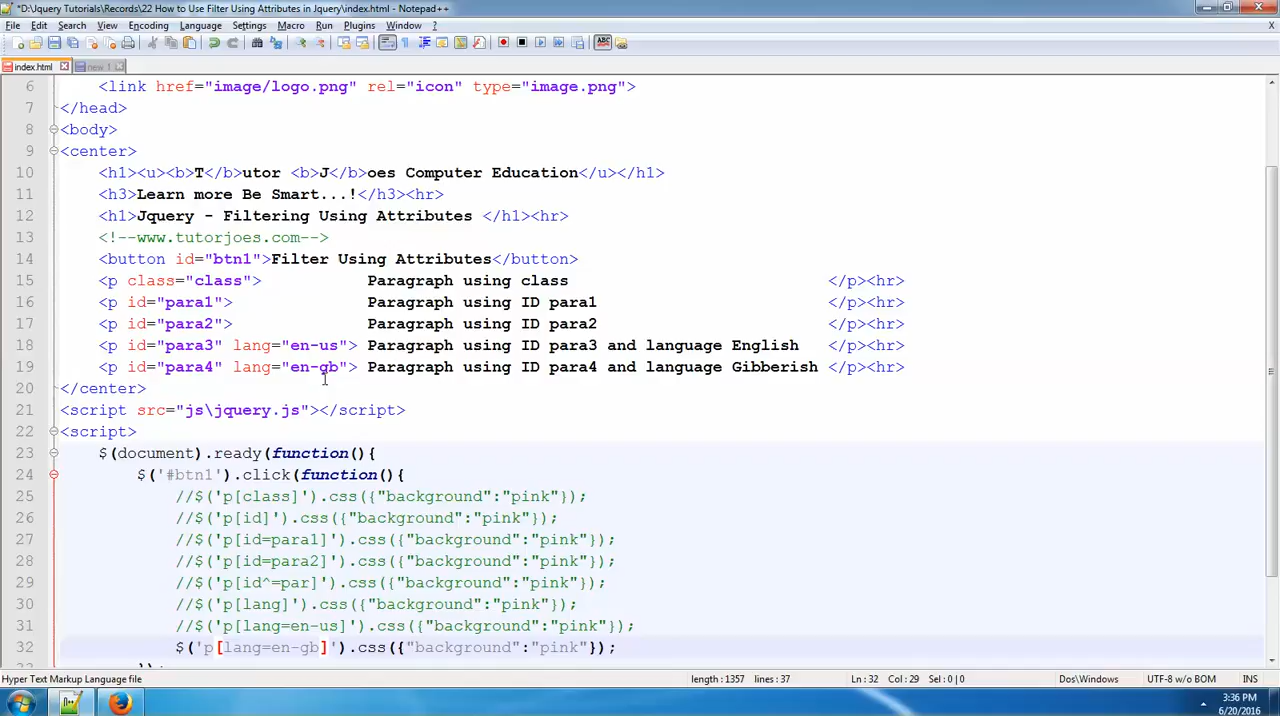 *D:\Jquery Tutorials\Records\22 How to Use Filter Using Attributes in Jquery\index.html - Notepad++
File Edit Search View Encoding Language Settings Macro Run Plugins Window ? X
index.html new 1
6 <link href="image/logo.png" rel="icon" type="image.png">
7 </head>
8 <body>
9 <center>
10 <h1><u><b>T</b>utor <b>J</b>oes Computer Education</u></h1>
11 <h3>Learn more Be Smart...!</h3><hr>
12 <h1>Jquery - Filtering Using Attributes </h1><hr>
13 <!--www.tutorjoes.com-->
14 <button id="btn1">Filter Using Attributes</button>
15 <p class="class"> Paragraph using class </p><hr>
16 <p id="para1"> Paragraph using ID para1 </p><hr>
17 <p id="para2"> Paragraph using ID para2 </p><hr>
18 <p id="para3" lang="en-us"> Paragraph using ID para3 and language English </p><hr>
19 <p id="para4" lang="en-gb"> Paragraph using ID para4 and language Gibberish </p><hr>
20 </center>
21 <script src="js\jquery.js"></script>
22 <script>
23 $(document).ready(function(){
24 $('#btn1').click(function(){
25 //$('p[class]').css({"background":"pink"});
26 //$('p[id]').css({"background":"pink"});
27 //$('p[id=para1]').css({"background":"pink"});
28 //$('p[id=para2]').css({"background":"pink"});
29 //$('p[id^=par]').css({"background":"pink"});
30 //$('p[lang]').css({"background":"pink"});
31 //$('p[lang=en-us]').css({"background":"pink"});
32 $('p[lang=en-gb]').css({"background":"pink"});
33 });
Hyper Text Markup Language file length : 1357 lines : 37 Ln : 32 Col : 29 Sel : 0 | 0 Dos\Windows UTF-8 w/o BOM INS
3:36 PM
6/20/2016